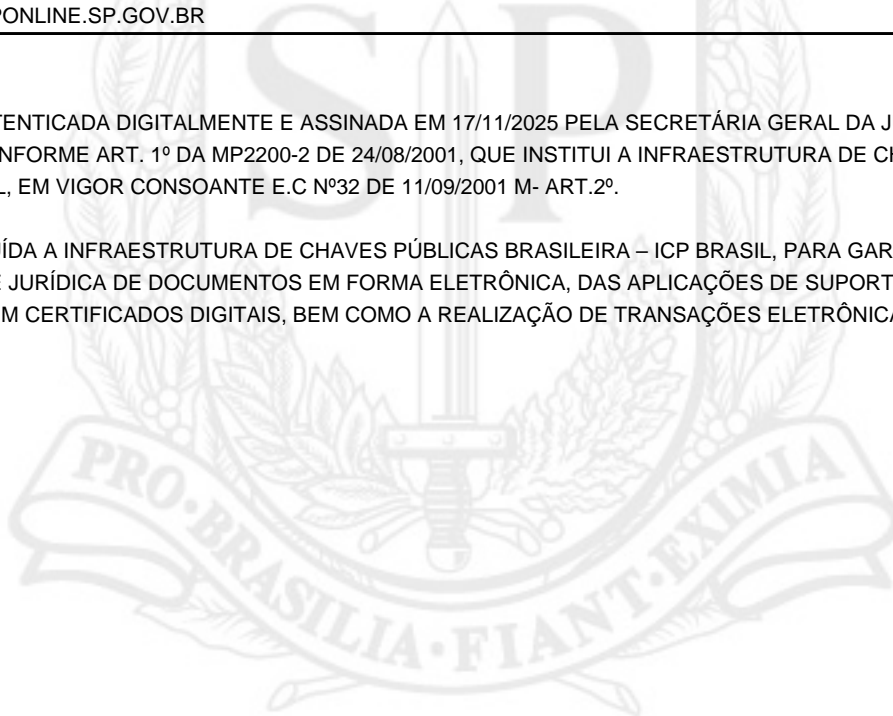 PONLINE.SP.GOV.BR
TENTICADA DIGITALMENTE E ASSINADA EM 17/11/2025 PELA SECRETÁRIA GERAL DA J
NFORME ART. 1º DA MP2200-2 DE 24/08/2001, QUE INSTITUI A INFRAESTRUTURA DE CH
L, EM VIGOR CONSOANTE E.C Nº32 DE 11/09/2001 M- ART.2º.
UÍDA A INFRAESTRUTURA DE CHAVES PÚBLICAS BRASILEIRA – ICP BRASIL, PARA GAR
E JURÍDICA DE DOCUMENTOS EM FORMA ELETRÔNICA, DAS APLICAÇÕES DE SUPORT
M CERTIFICADOS DIGITAIS, BEM COMO A REALIZAÇÃO DE TRANSAÇÕES ELETRÔNICA
SP
PRO·BRASILIA·FIANT·EXIMIA